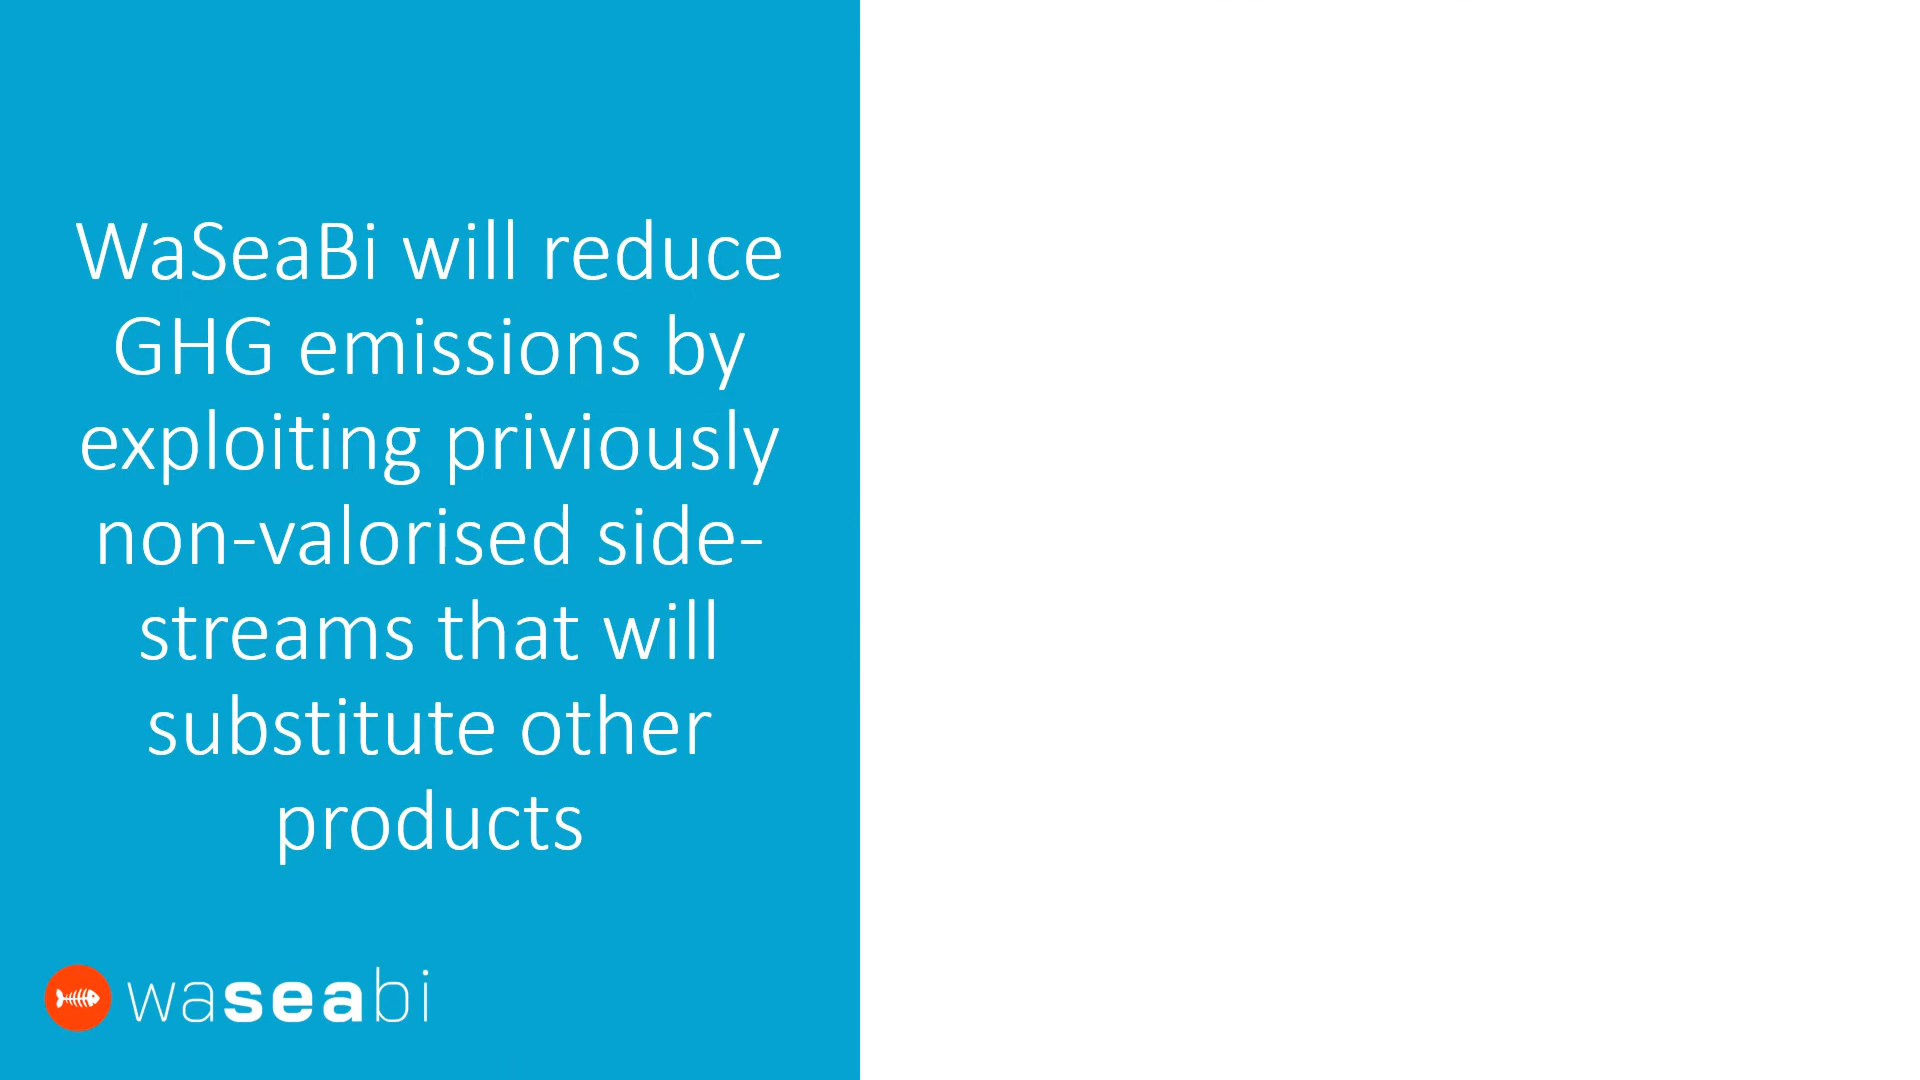 WaSeaBi will reduce
GHG emissions by
exploiting priviously
non-valorised side-
streams that will
substitute other
products
waseabi